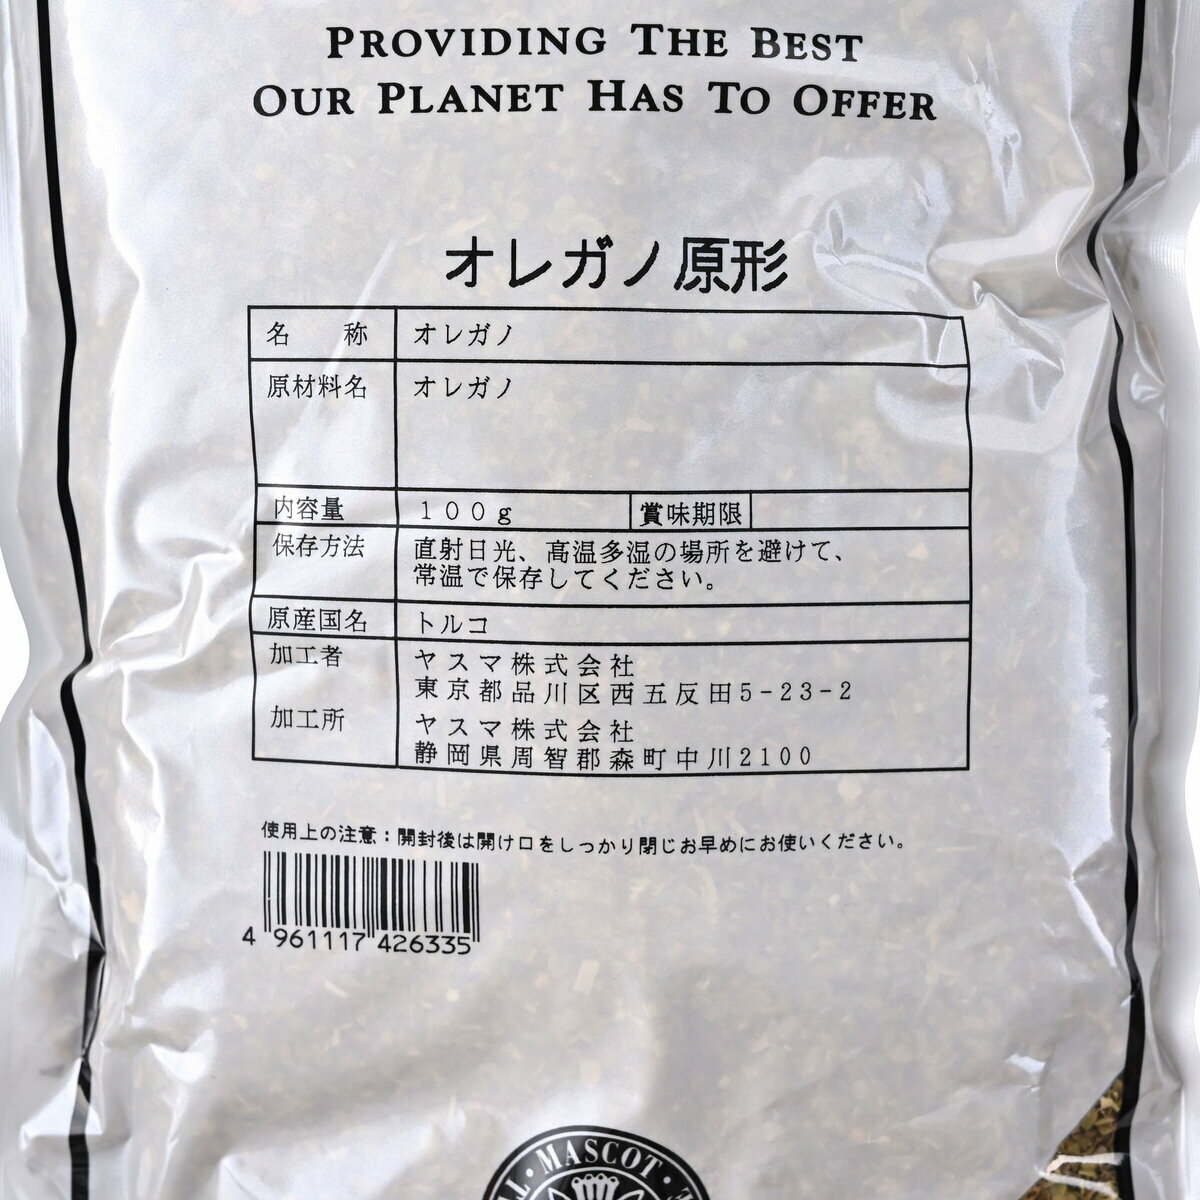 PROVIDING THE BEST
OUR PLANET HAS TO OFFER
オレガノ原形
名 称 オレガノ
原材料名 オレガノ
内容量 100g 賞味期限
保存方法 直射日光、高温多湿の場所を避けて、
常温で保存してください。
原産国名 トルコ
加工者 ヤスマ株式会社
東京都品川区西五反田5-23-2
加工所 ヤスマ株式会社
静岡県周智郡森町中川2100
使用上の注意：開封後は開け口をしっかり閉じお早めにお使いください。
4 961117 426335
MASCOT